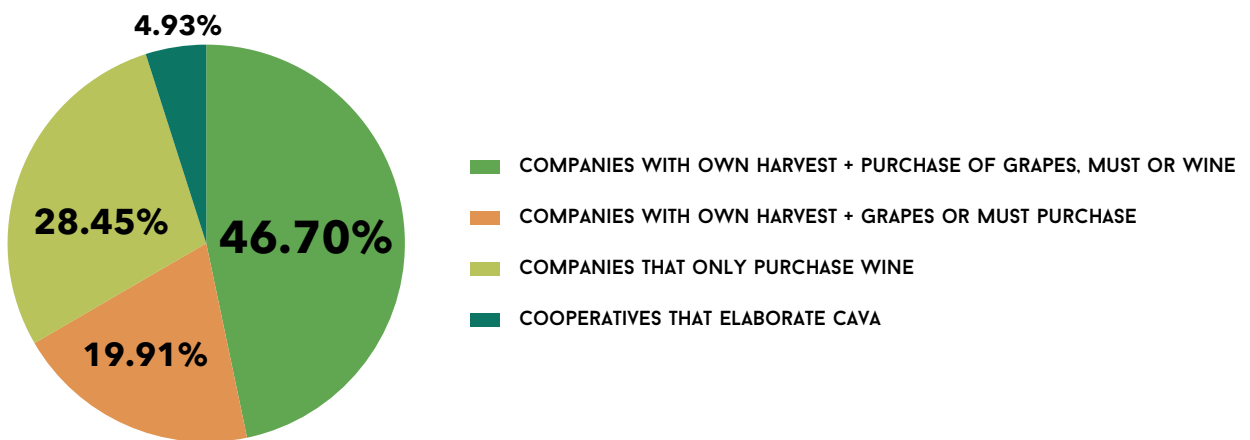 4.93%
28.45%
46.70%
19.91%
COMPANIES WITH OWN HARVEST + PURCHASE OF GRAPES, MUST OR WINE
COMPANIES WITH OWN HARVEST + GRAPES OR MUST PURCHASE
COMPANIES THAT ONLY PURCHASE WINE
COOPERATIVES THAT ELABORATE CAVA